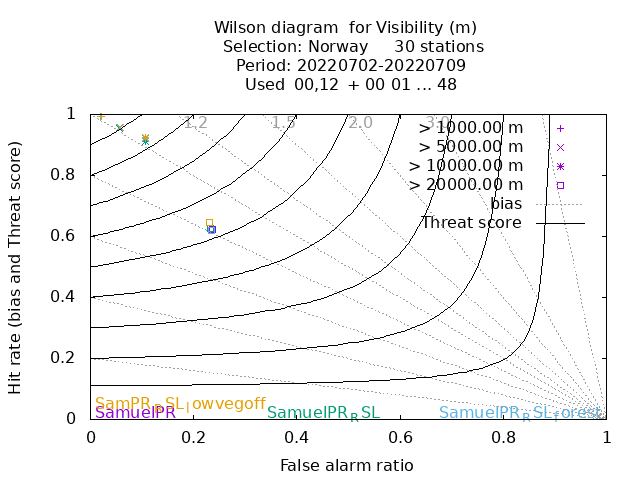 Wilson diagram  for Visibility (m)
Selection: Norway     30 stations
Period: 20220702-20220709
Used  00,12  + 00 01 ... 48
Hit rate (bias and Threat score)
1
0.8
0.6
0.4
0.2
0
1.2
1.5
2.0
3.0
> 1000.00 m
> 5000.00 m
> 10000.00 m
> 20000.00 m
bias
Threat score
SamPR_RSL_lowvegoff
SamuelPR
SamuelPR_RSL
SamuelPR_RSL_forest
0
0.2
0.4
0.6
0.8
1
False alarm ratio